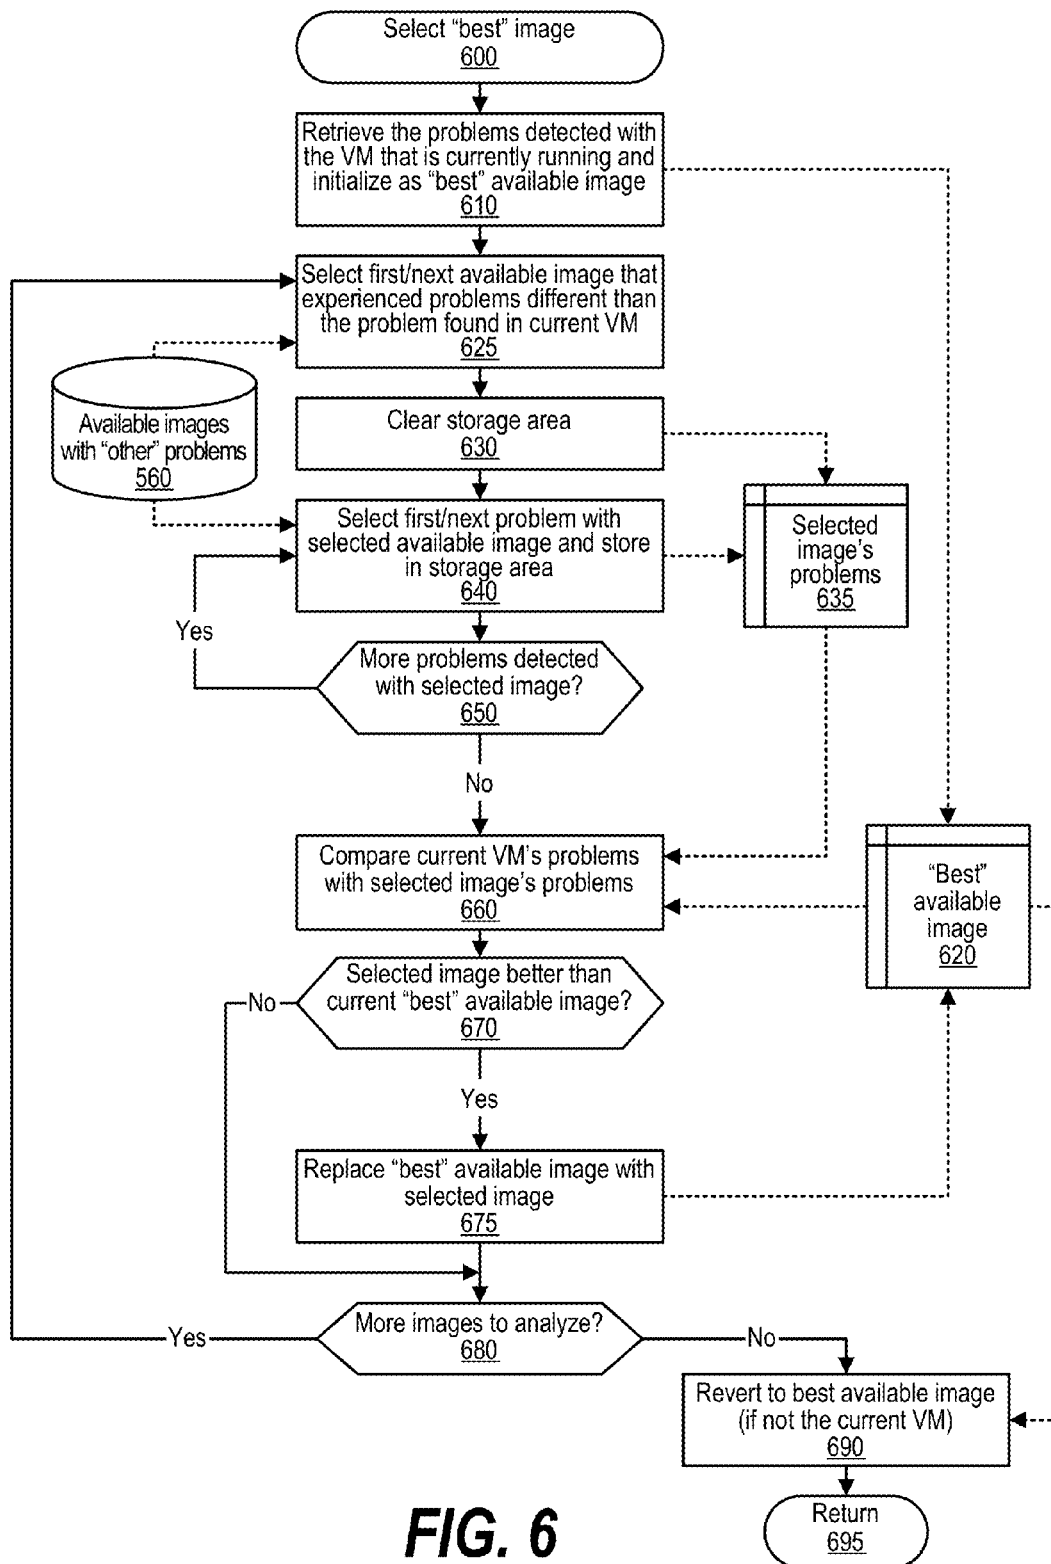 Select “best” image
600
Retrieve the problems detected with
the VM that is currently running and
initialize as “best” available image
610
Select first/next available image that
experienced problems different than
the problem found in current VM
625
Available images
with “other” problems
560
Clear storage area
630
Select first/next problem with
selected available image and store
in storage area
640
Selected
image’s
problems
635
Yes
More problems detected
with selected image?
650
No
Compare current VM’s problems
with selected image’s problems
660
“Best”
available
image
620
Selected image better than
current “best” available image?
670
No
Yes
Replace “best” available image with
selected image
675
More images to analyze?
680
Yes
No
Revert to best available image
(if not the current VM)
690
Return
695
FIG. 6